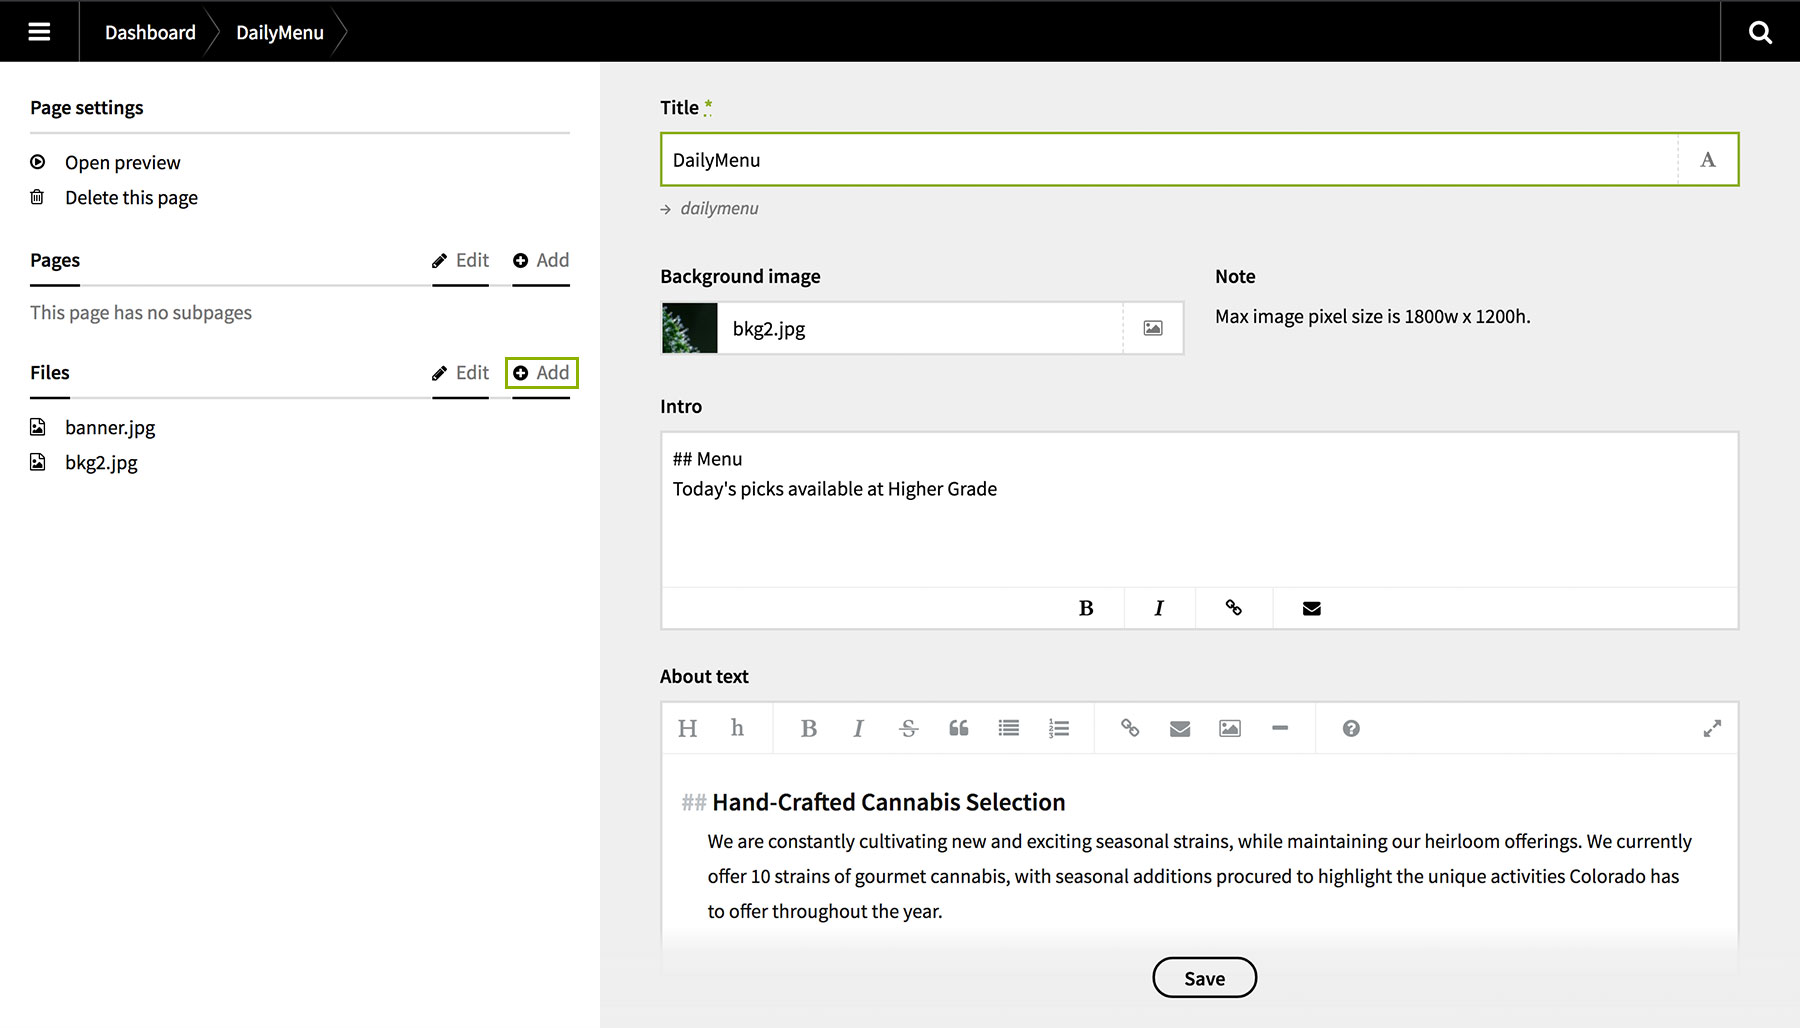 Dashboard DailyMenu
Page settings
Open preview
Delete this page
Pages Edit Add
This page has no subpages
Files Edit Add
banner.jpg
bkg2.jpg
Title *
DailyMenu A
→ dailymenu
Background image
bkg2.jpg
Note
Max image pixel size is 1800w x 1200h.
Intro
## Menu
Today's picks available at Higher Grade
B I
About text
H h B I S
## Hand-Crafted Cannabis Selection
We are constantly cultivating new and exciting seasonal strains, while maintaining our heirloom offerings. We currently
offer 10 strains of gourmet cannabis, with seasonal additions procured to highlight the unique activities Colorado has
to offer throughout the year.
Save